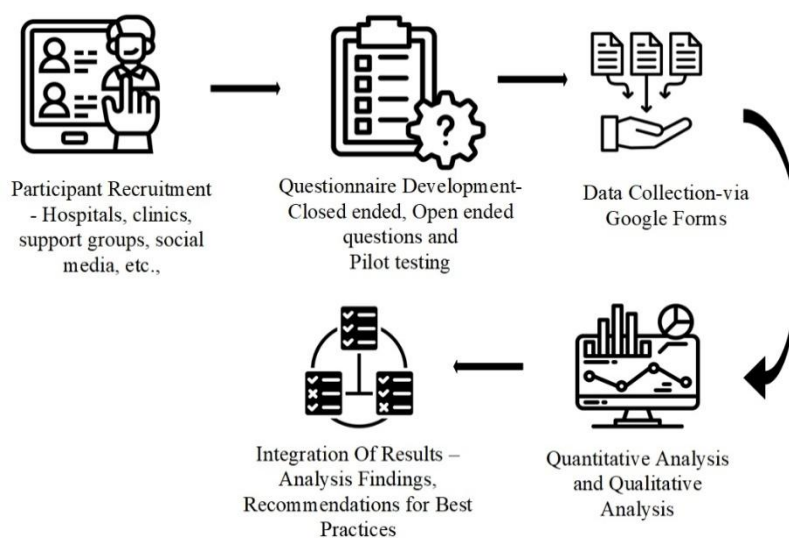 ?
Participant Recruitment
- Hospitals, clinics,
support groups, social
media, etc.,
Questionnaire Development-
Closed ended, Open ended
questions and
Pilot testing
Data Collection-via
Google Forms
Integration Of Results –
Analysis Findings,
Recommendations for Best
Practices
Quantitative Analysis
and Qualitative
Analysis